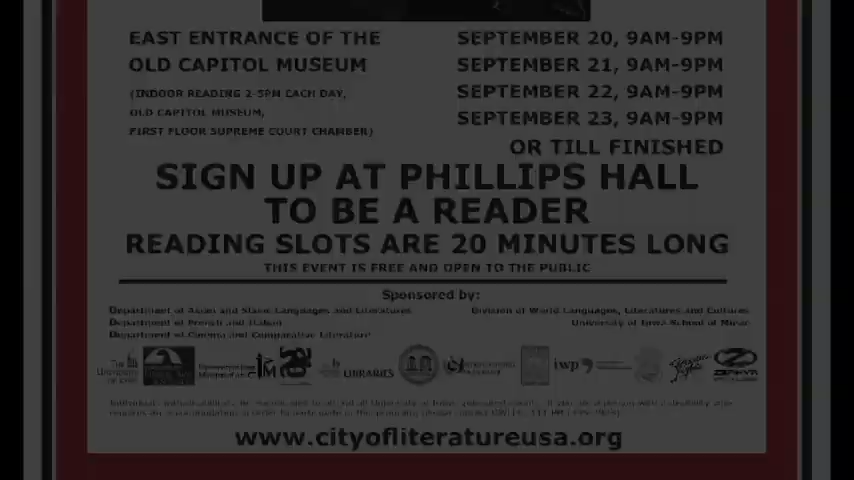 EAST ENTRANCE OF THE
OLD CAPITOL MUSEUM
(INDOOR READING 2-5PM EACH DAY,
OLD CAPITOL MUSEUM,
FIRST FLOOR SUPREME COURT CHAMBER)
SEPTEMBER 20, 9AM-9PM
SEPTEMBER 21, 9AM-9PM
SEPTEMBER 22, 9AM-9PM
SEPTEMBER 23, 9AM-9PM
OR TILL FINISHED
SIGN UP AT PHILLIPS HALL
TO BE A READER
READING SLOTS ARE 20 MINUTES LONG
THIS EVENT IS FREE AND OPEN TO THE PUBLIC
Sponsored by:
Department of Asian and Slavic Languages and Literatures
Department of French and Italian
Department of Cinema and Comparative Literature
Division of World Languages, Literatures and Cultures
University of Iowa School of Music
LIBRARIES
iwp
www.cityofliteratureusa.org